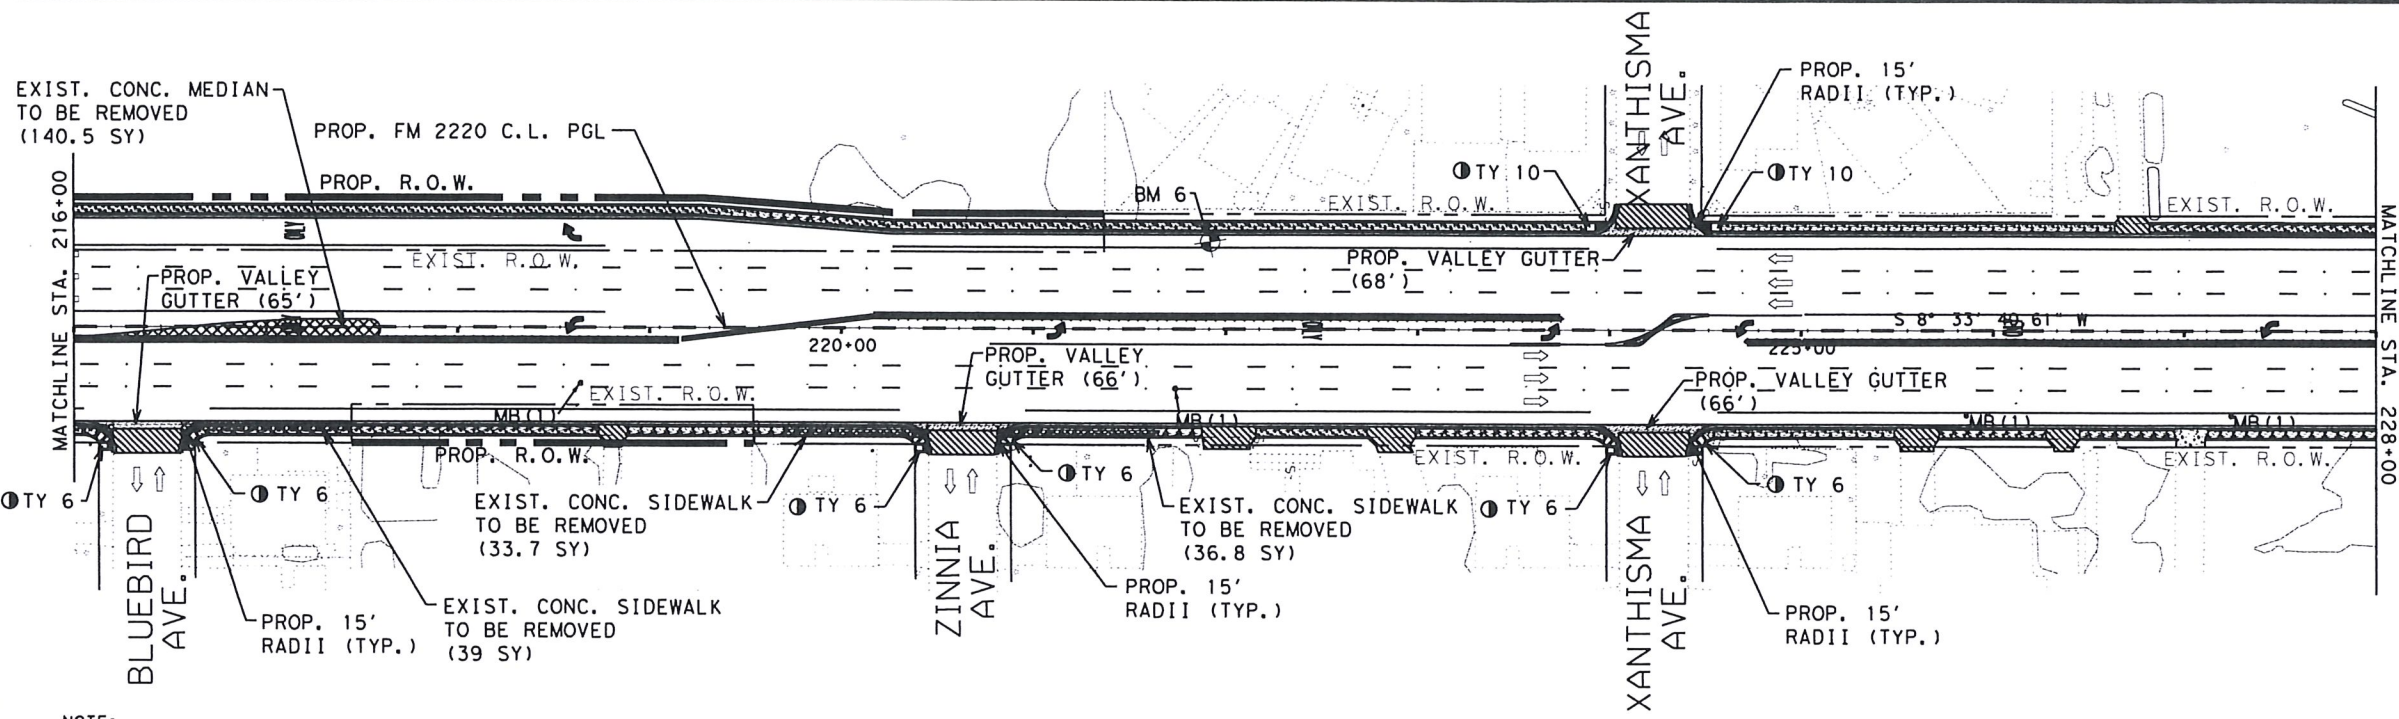 EXIST. CONC. MEDIAN
TO BE REMOVED
(140.5 SY)
PROP. FM 2220 C.L. PGL
XANTHISMA
AVE.
PROP. 15'
RADII (TYP.)
TY 10
TY 10
PROP. R.O.W.
BM 6
EXIST. R.O.W.
EXIST. R.O.W.
MATCHLINE STA. 216+00
MATCHLINE STA. 228+00
ONLY
EXIST. R.O.W.
PROP. VALLEY GUTTER
(68')
PROP. VALLEY
GUTTER (65')
S 8° 33' 40.61" W
220+00
225+00
PROP. VALLEY
GUTTER (66')
PROP. VALLEY GUTTER
(66')
EXIST. R.O.W.
MB(1)
MB(1)
MB(1)
MB(1)
PROP. R.O.W.
EXIST. R.O.W.
EXIST. R.O.W.
TY 6
TY 6
TY 6
TY 6
TY 6
TY 6
EXIST. CONC. SIDEWALK
TO BE REMOVED
(33.7 SY)
EXIST. CONC. SIDEWALK
TO BE REMOVED
(36.8 SY)
BLUEBIRD
AVE.
PROP. 15'
RADII (TYP.)
EXIST. CONC. SIDEWALK
TO BE REMOVED
(39 SY)
ZINNIA
AVE.
PROP. 15'
RADII (TYP.)
XANTHISMA
AVE.
PROP. 15'
RADII (TYP.)